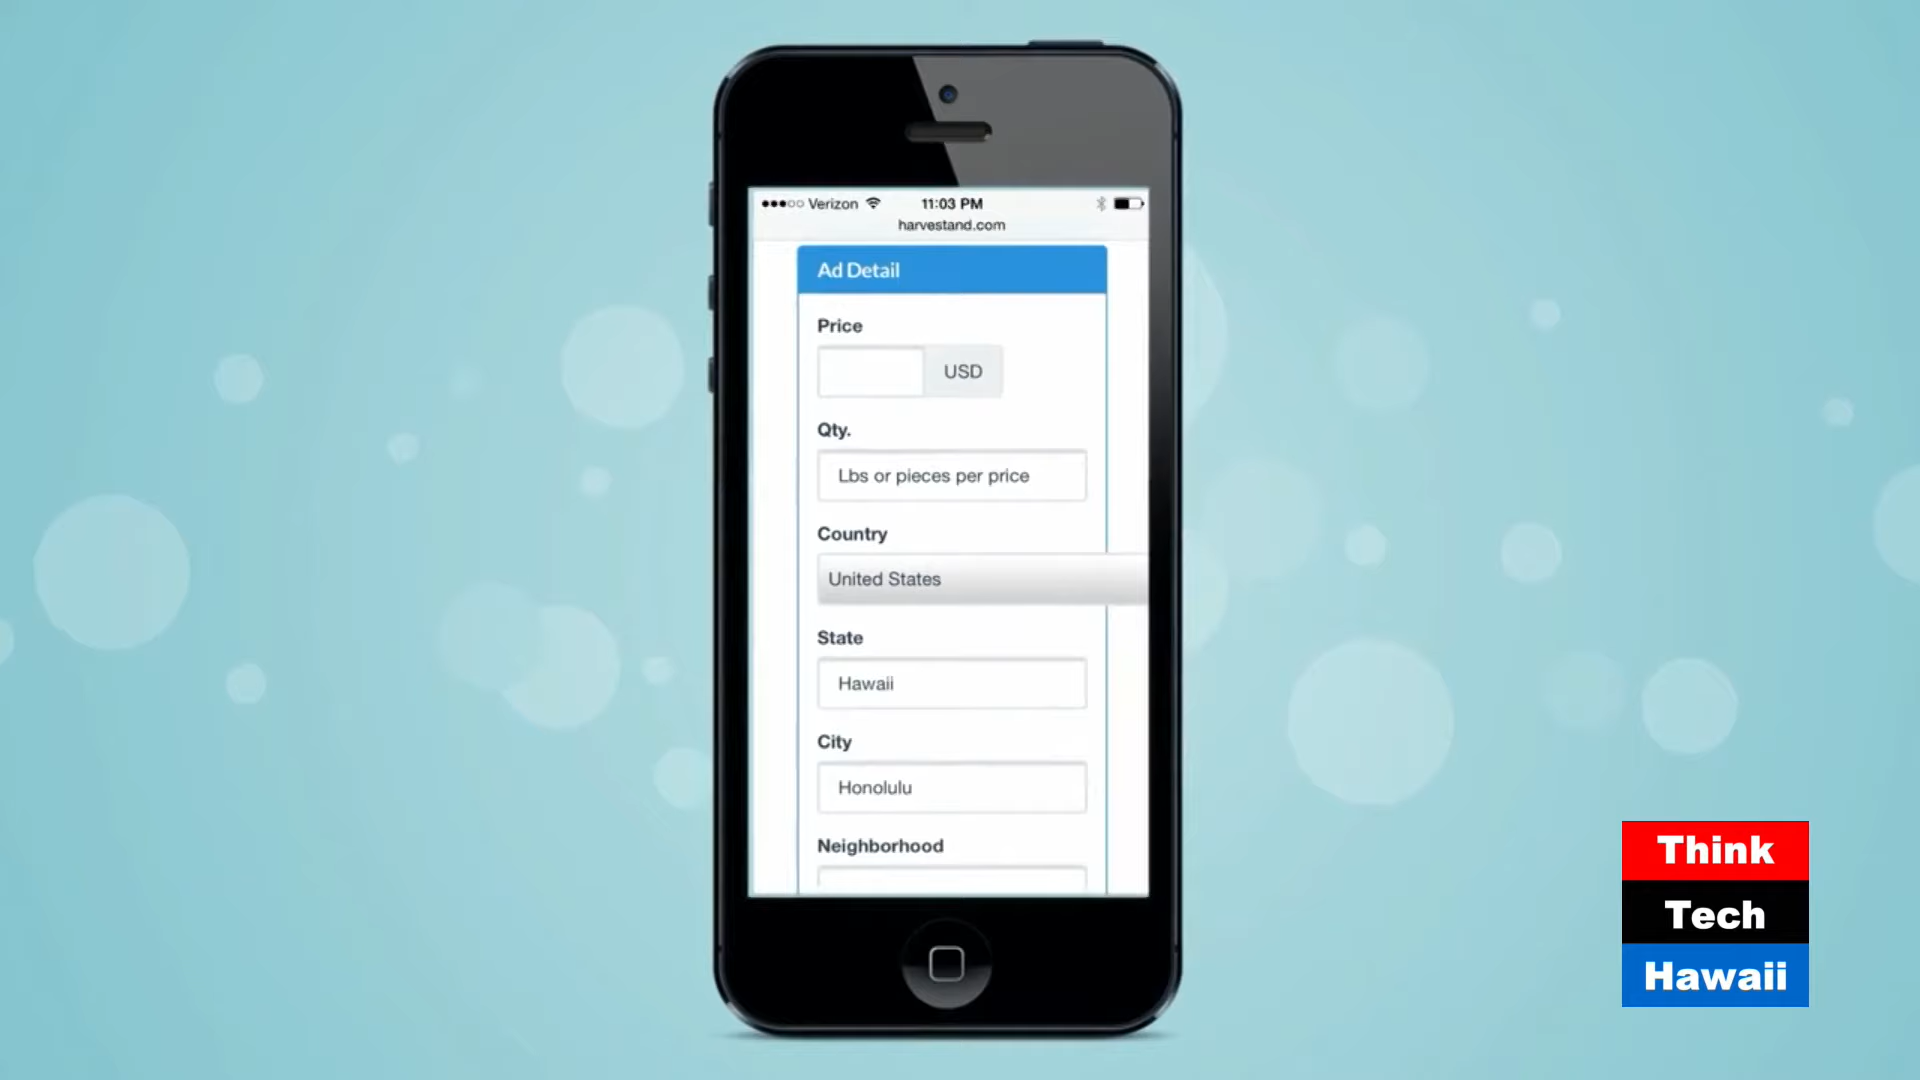 Verizon 11:03 PM
harvestand.com
Ad Detail
Price
USD
Qty.
Lbs or pieces per price
Country
United States
State
Hawaii
City
Honolulu
Neighborhood
Think
Tech
Hawaii